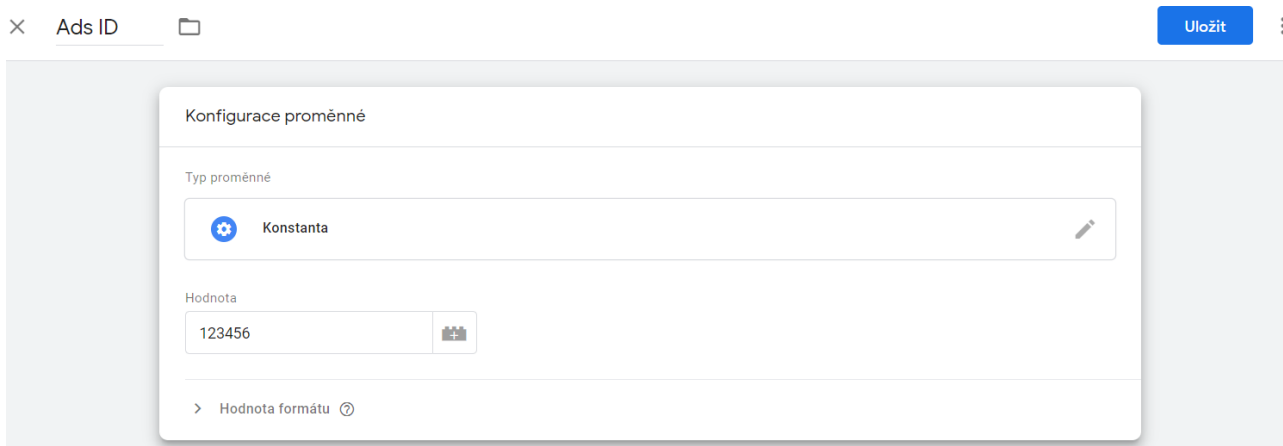 Ads ID
Uložit
Konfigurace proměnné
Typ proměnné
Konstanta
Hodnota
123456
Hodnota formátu